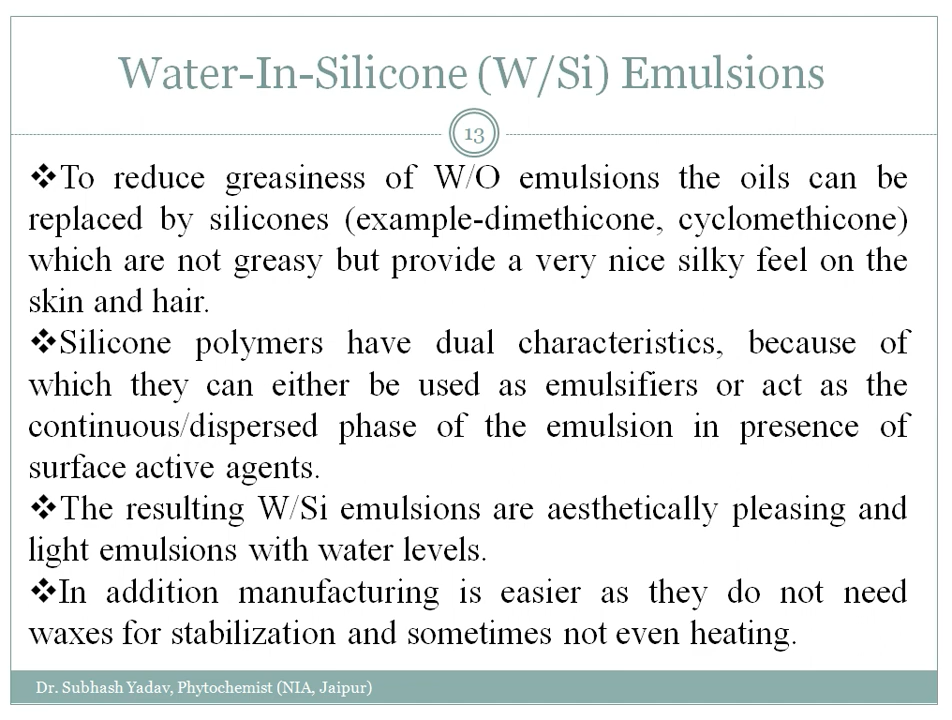 Water-In-Silicone (W/Si) Emulsions
13
❖To reduce greasiness of W/O emulsions the oils can be
replaced by silicones (example-dimethicone, cyclomethicone)
which are not greasy but provide a very nice silky feel on the
skin and hair.
❖Silicone polymers have dual characteristics, because of
which they can either be used as emulsifiers or act as the
continuous/dispersed phase of the emulsion in presence of
surface active agents.
❖The resulting W/Si emulsions are aesthetically pleasing and
light emulsions with water levels.
❖In addition manufacturing is easier as they do not need
waxes for stabilization and sometimes not even heating.
Dr. Subhash Yadav, Phytochemist (NIA, Jaipur)